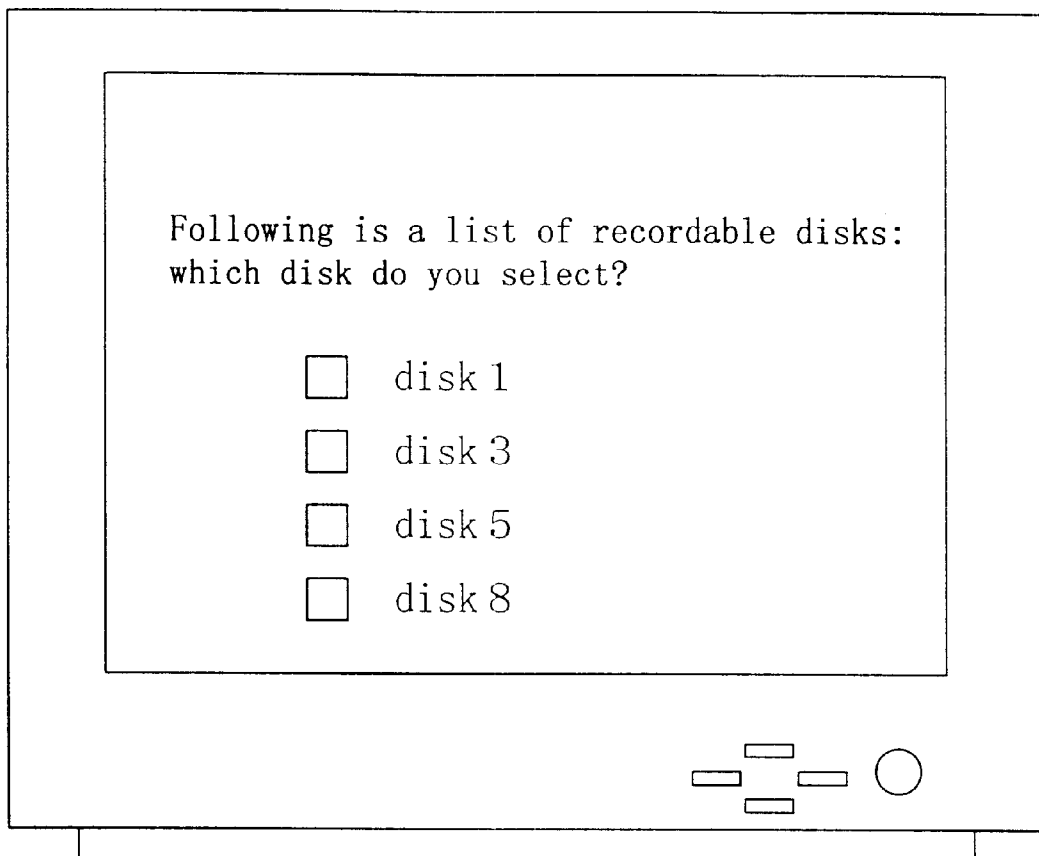 Following is a list of recordable disks:
which disk do you select?
disk 1
disk 3
disk 5
disk 8